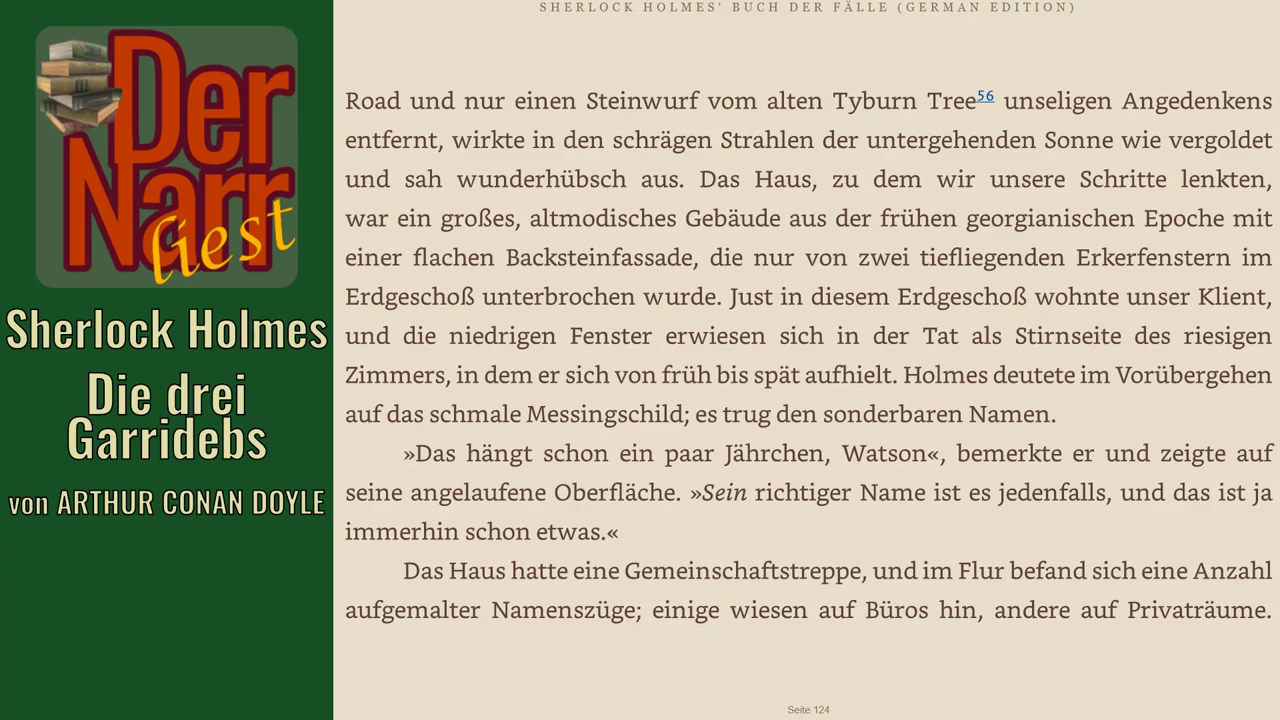 Der
Narr
liest
Sherlock Holmes
Die drei
Garridebs
von ARTHUR CONAN DOYLE
SHERLOCK HOLMES' BUCH DER FÄLLE (GERMAN EDITION)
Road und nur einen Steinwurf vom alten Tyburn Tree56 unseligen Angedenkens
entfernt, wirkte in den schrägen Strahlen der untergehenden Sonne wie vergoldet
und sah wunderhübsch aus. Das Haus, zu dem wir unsere Schritte lenkten,
war ein großes, altmodisches Gebäude aus der frühen georgianischen Epoche mit
einer flachen Backsteinfassade, die nur von zwei tiefliegenden Erkerfenstern im
Erdgeschoß unterbrochen wurde. Just in diesem Erdgeschoß wohnte unser Klient,
und die niedrigen Fenster erwiesen sich in der Tat als Stirnseite des riesigen
Zimmers, in dem er sich von früh bis spät aufhielt. Holmes deutete im Vorübergehen
auf das schmale Messingschild; es trug den sonderbaren Namen.
»Das hängt schon ein paar Jährchen, Watson«, bemerkte er und zeigte auf
seine angelaufene Oberfläche. »Sein richtiger Name ist es jedenfalls, und das ist ja
immerhin schon etwas.«
Das Haus hatte eine Gemeinschaftstreppe, und im Flur befand sich eine Anzahl
aufgemalter Namenszüge; einige wiesen auf Büros hin, andere auf Privaträume.
Seite 124